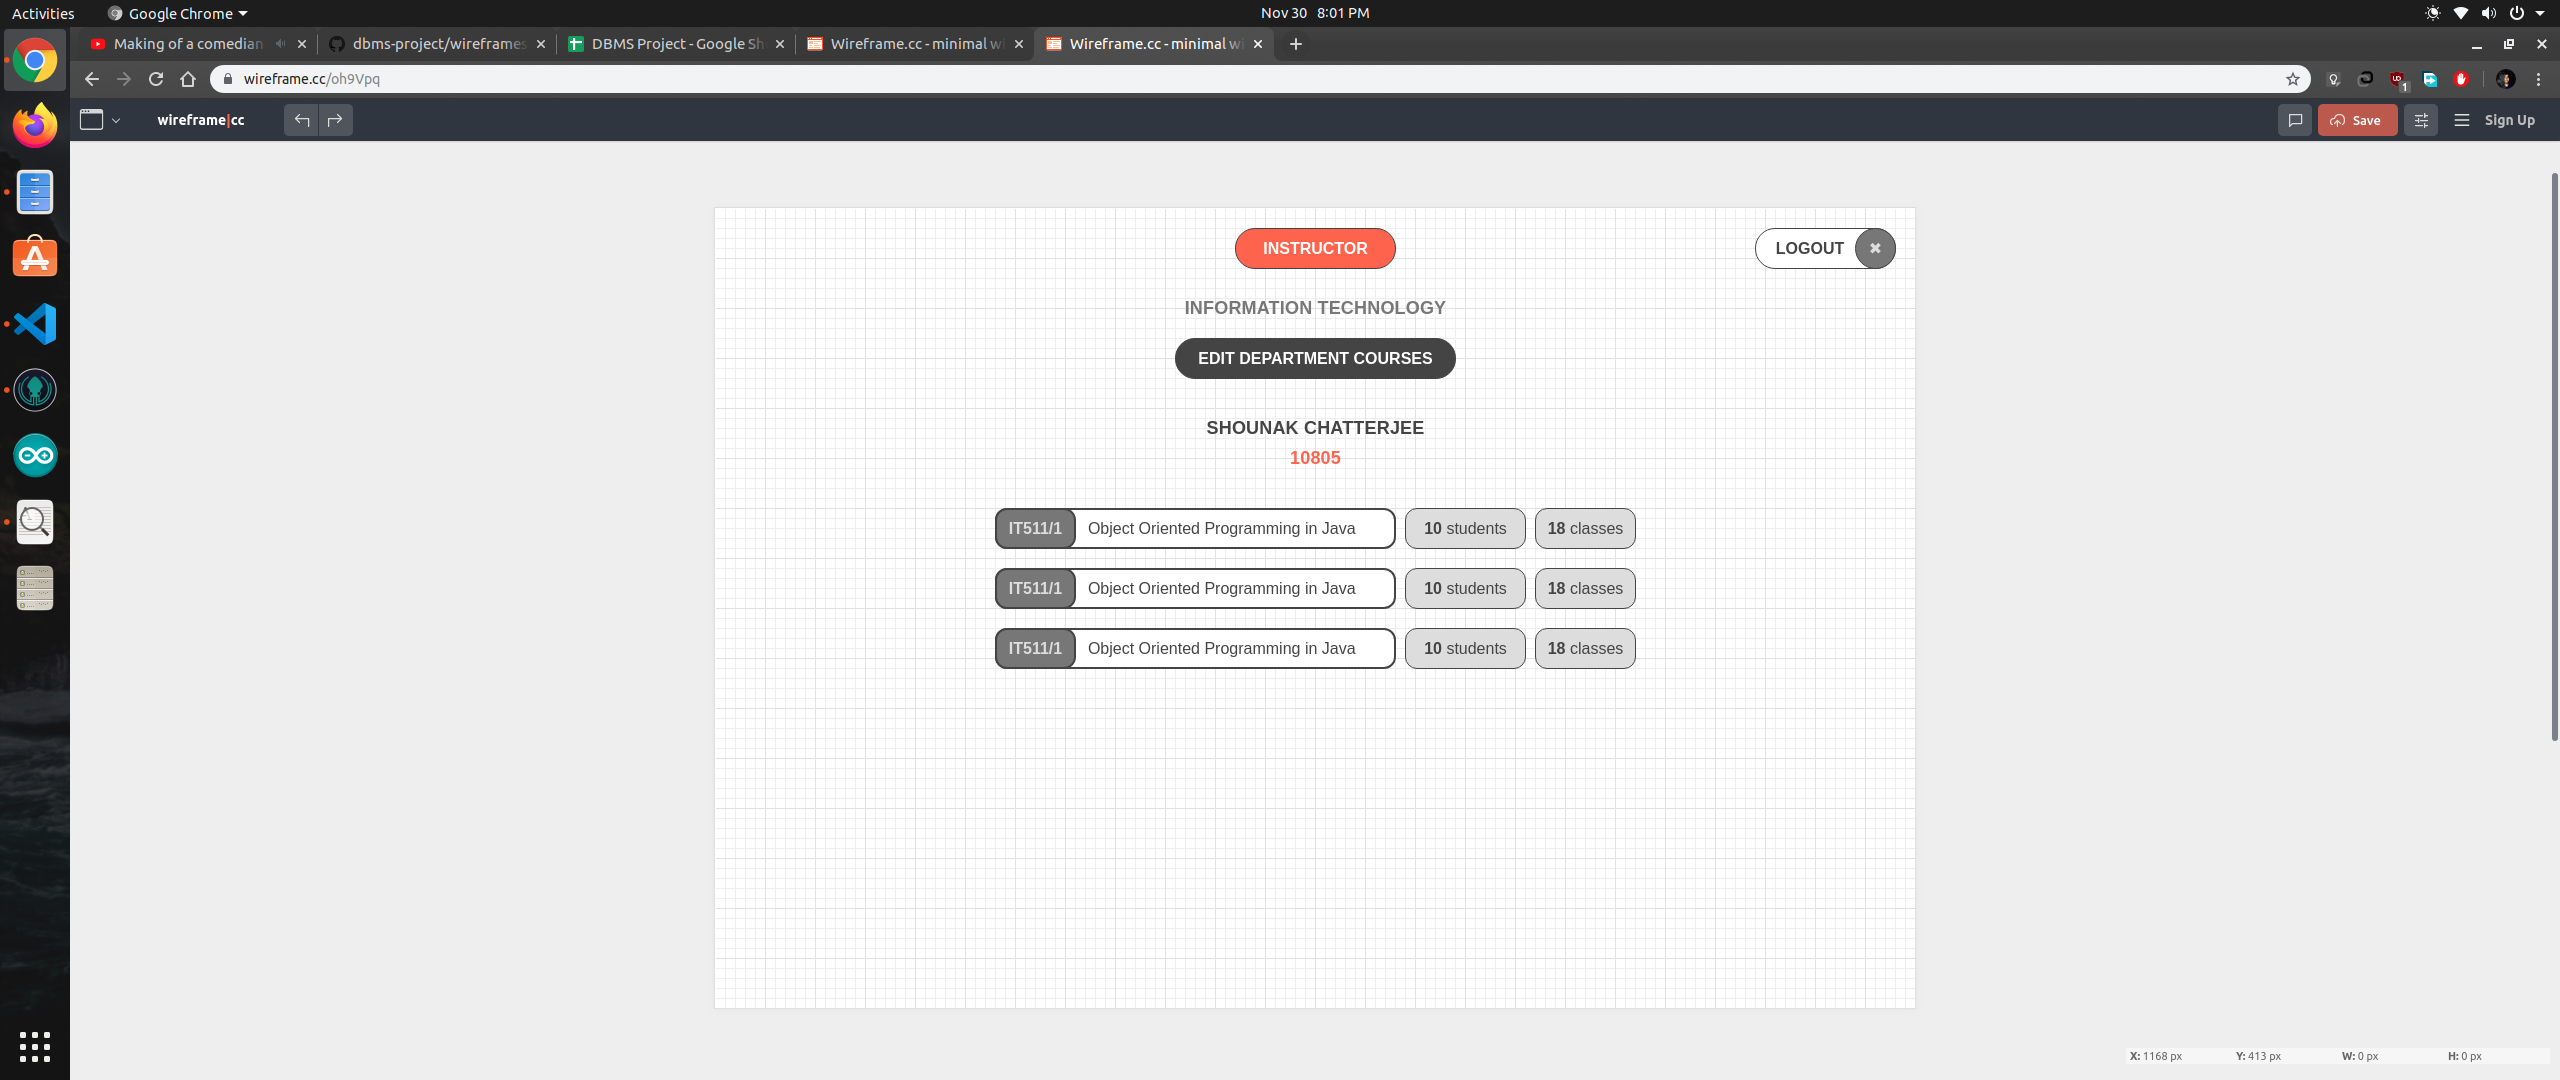 Activities Google Chrome Nov 30 8:01 PM
Making of a comedian dbms-project/wireframes DBMS Project - Google Sh Wireframe.cc - minimal wi Wireframe.cc - minimal wi
wireframe.cc/oh9Vpq
1
wireframe|cc Save Sign Up
INSTRUCTOR LOGOUT
INFORMATION TECHNOLOGY
EDIT DEPARTMENT COURSES
SHOUNAK CHATTERJEE
10805
IT511/1 Object Oriented Programming in Java 10 students 18 classes
IT511/1 Object Oriented Programming in Java 10 students 18 classes
IT511/1 Object Oriented Programming in Java 10 students 18 classes
X: 1168 px Y: 413 px W: 0 px H: 0 px